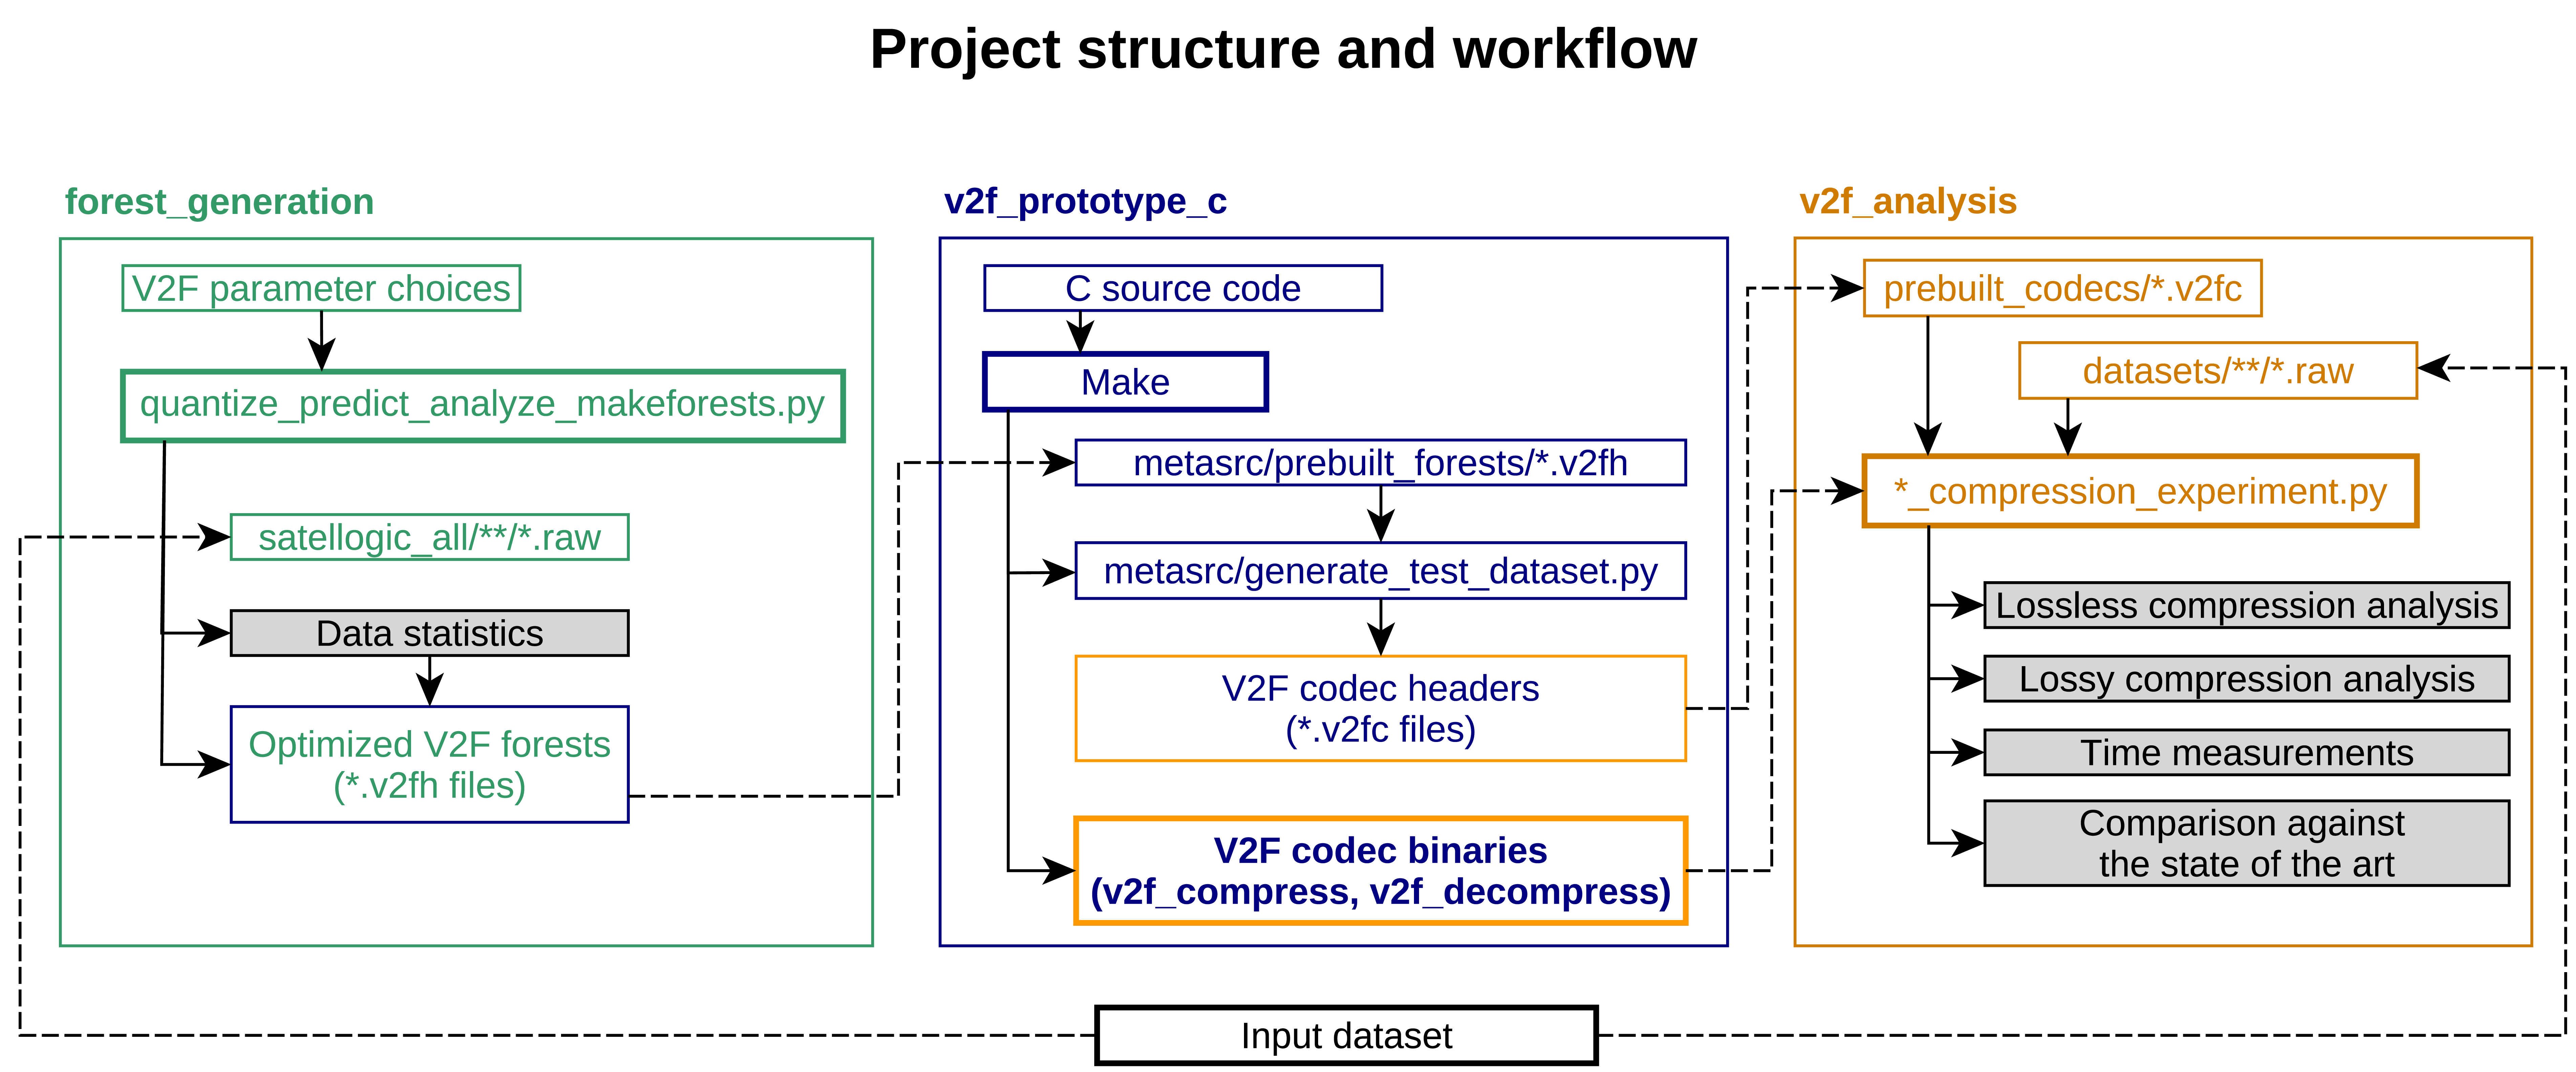 Project structure and workflow
forest_generation
V2F parameter choices
quantize_predict_analyze_makeforests.py
satellogic_all/**/*.raw
Data statistics
Optimized V2F forests
(*.v2fh files)
v2f_prototype_c
C source code
Make
metasrc/prebuilt_forests/*.v2fh
metasrc/generate_test_dataset.py
V2F codec headers
(*.v2fc files)
V2F codec binaries
(v2f_compress, v2f_decompress)
v2f_analysis
prebuilt_codecs/*.v2fc
datasets/**/*.raw
*_compression_experiment.py
Lossless compression analysis
Lossy compression analysis
Time measurements
Comparison against
the state of the art
Input dataset